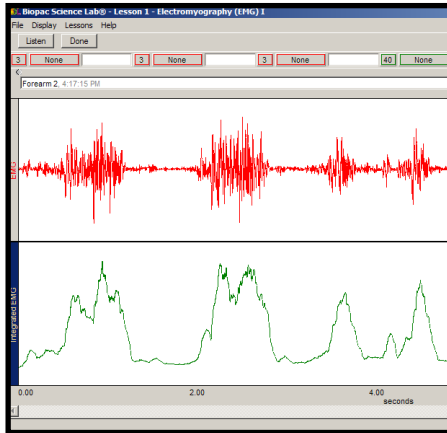 Biopac Science Lab® - Lesson 1 - Electromyography (EMG) I
File Display Lessons Help
Listen Done
3 None 3 None 3 None 40 None
Forearm 2, 4:17:15 PM
EMG
Integrated EMG
0.00 2.00 4.00
seconds